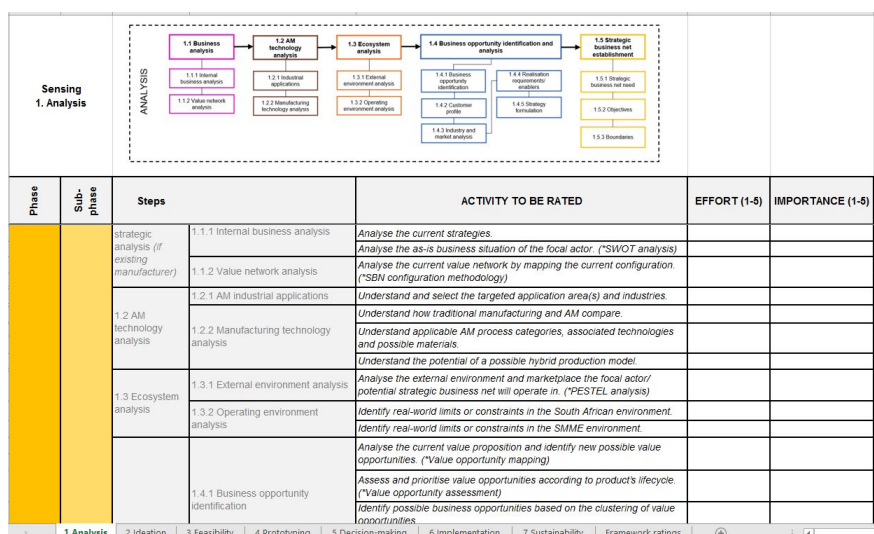 Sensing
1. Analysis
ANALYSIS
1.1 Business
analysis
1.1.1 Internal
business analysis
1.1.2 Value network
analysis
1.2 AM
technology
analysis
1.2.1 Industrial
applications
1.2.2 Manufacturing
technology analysis
1.3 Ecosystem
analysis
1.3.1 External
environment analysis
1.3.2 Operating
environment analysis
1.4 Business opportunity identification and
analysis
1.4.1 Business
opportunity
identification
1.4.2 Customer
profile
1.4.3 Industry and
market analysis
1.4.4 Realisation
requirements/
enablers
1.4.5 Strategy
formulation
1.5 Strategic
business net
establishment
1.5.1 Strategic
business net need
1.5.2 Objectives
1.5.3 Boundaries
Phase
Sub-
phase
Steps
ACTIVITY TO BE RATED
EFFORT (1-5)
IMPORTANCE (1-5)
strategic
analysis (if
existing
manufacturer)
1.1.1 Internal business analysis
Analyse the current strategies.
Analyse the as-is business situation of the focal actor. (*SWOT analysis)
1.1.2 Value network analysis
Analyse the current value network by mapping the current configuration.
(*SBN configuration methodology)
1.2 AM
technology
analysis
1.2.1 AM industrial applications
Understand and select the targeted application area(s) and industries.
1.2.2 Manufacturing technology
analysis
Understand how traditional manufacturing and AM compare.
Understand applicable AM process categories, associated technologies
and possible materials.
Understand the potential of a possible hybrid production model.
1.3 Ecosystem
analysis
1.3.1 External environment analysis
Analyse the external environment and marketplace the focal actor/
potential strategic business net will operate in. (*PESTEL analysis)
1.3.2 Operating environment
analysis
Identify real-world limits or constraints in the South African environment.
Identify real-world limits or constraints in the SMME environment.
1.4.1 Business opportunity
identification
Analyse the current value proposition and identify new possible value
opportunities. (*Value opportunity mapping)
Assess and prioritise value opportunities according to product's lifecycle.
(*Value opportunity assessment)
Identify possible business opportunities based on the clustering of value
opportunities
1 Analysis
2 Ideation
3 Feasibility
4 Prototyping
5 Decision-making
6 Implementation
7 Sustainability
Framework ratings